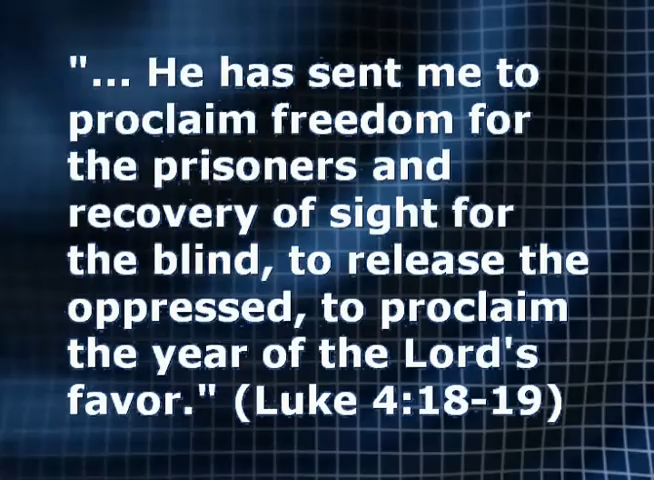 "... He has sent me to
proclaim freedom for
the prisoners and
recovery of sight for
the blind, to release the
oppressed, to proclaim
the year of the Lord's
favor." (Luke 4:18-19)